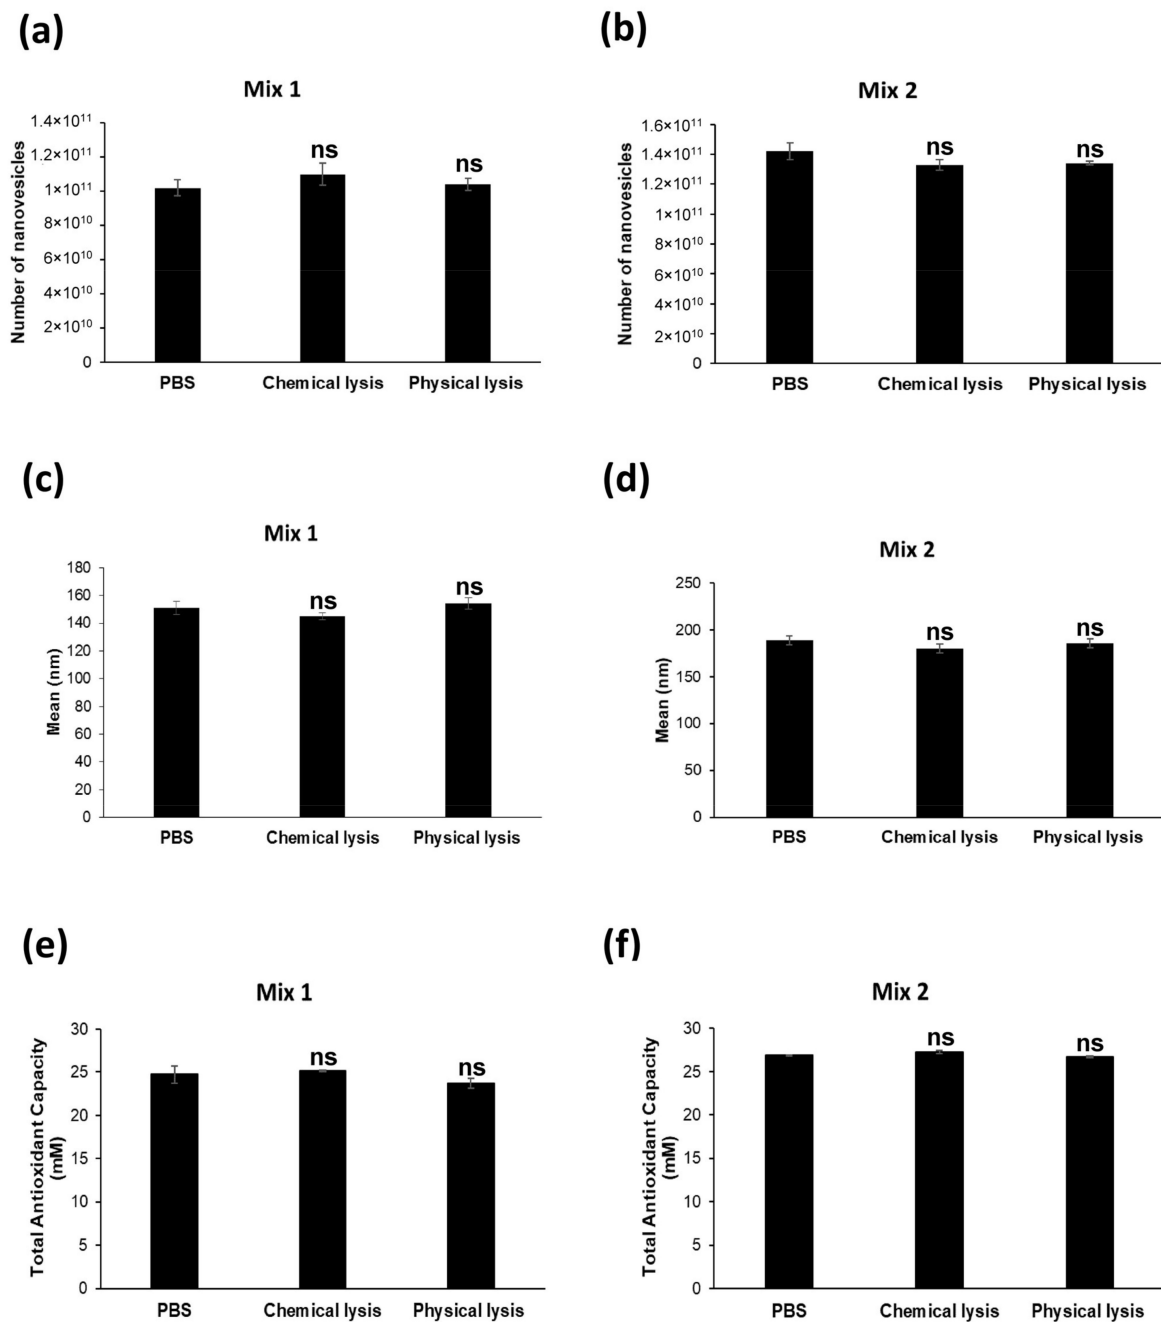 (a)
Mix 1
Number of nanovesicles
1.4×10¹¹
1.2×10¹¹
1×10¹¹
8×10¹⁰
6×10¹⁰
4×10¹⁰
2×10¹⁰
0
ns
ns
PBS
Chemical lysis
Physical lysis
(b)
Mix 2
Number of nanovesicles
1.6×10¹¹
1.4×10¹¹
1.2×10¹¹
1×10¹¹
8×10¹⁰
6×10¹⁰
4×10¹⁰
2×10¹⁰
0
ns
ns
PBS
Chemical lysis
Physical lysis
(c)
Mix 1
Mean (nm)
180
160
140
120
100
80
60
40
20
0
ns
ns
PBS
Chemical lysis
Physical lysis
(d)
Mix 2
Mean (nm)
250
200
150
100
50
0
ns
ns
PBS
Chemical lysis
Physical lysis
(e)
Mix 1
Total Antioxidant Capacity
(mM)
30
25
20
15
10
5
0
ns
ns
PBS
Chemical lysis
Physical lysis
(f)
Mix 2
Total Antioxidant Capacity
(mM)
30
25
20
15
10
5
0
ns
ns
PBS
Chemical lysis
Physical lysis